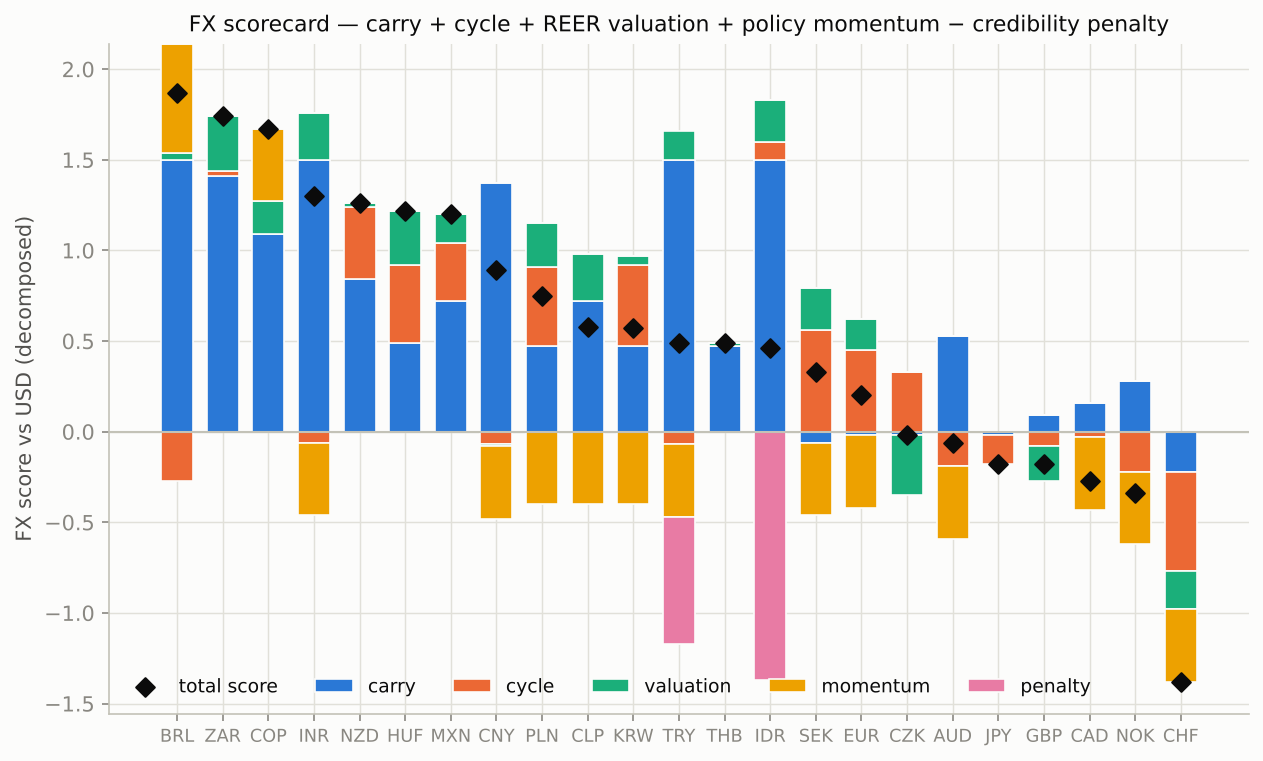 FX scorecard — carry + cycle + REER valuation + policy momentum − credibility penalty
FX score vs USD (decomposed)
2.0
1.5
1.0
0.5
0.0
−0.5
−1.0
−1.5
total score carry cycle valuation momentum penalty
BRL ZAR COP INR NZD HUF MXN CNY PLN CLP KRW TRY THB IDR SEK EUR CZK AUD JPY GBP CAD NOK CHF